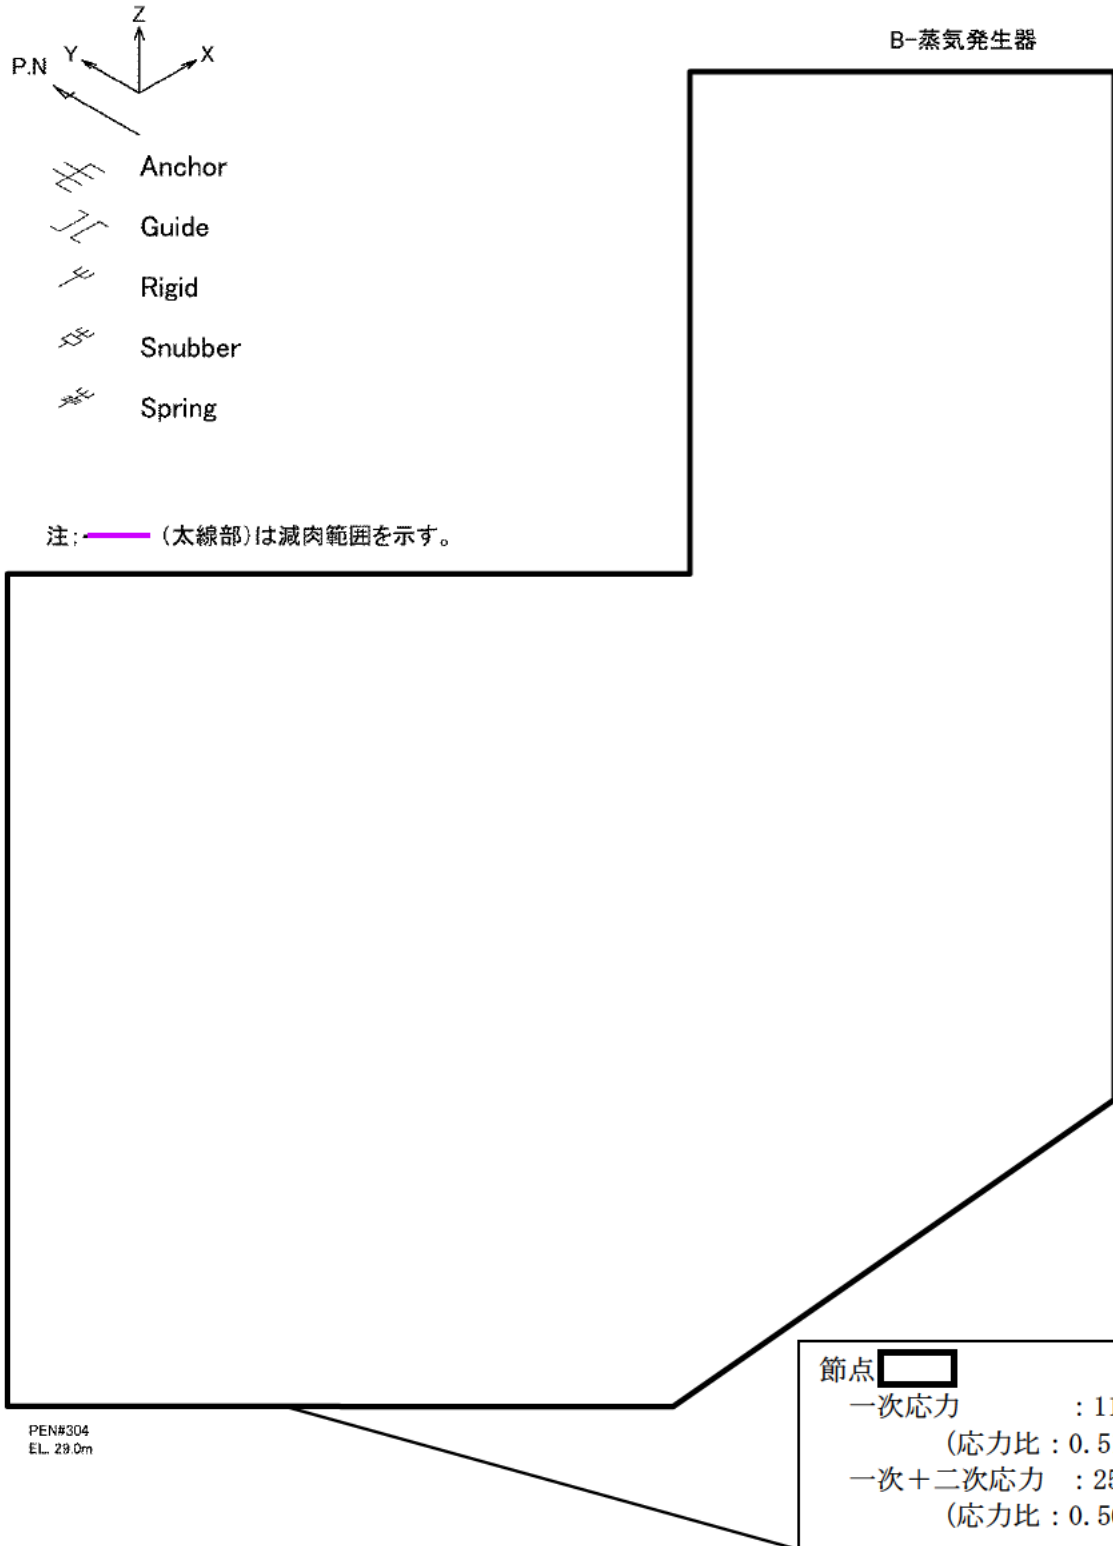 Z
B-蒸気発生器
Y
X
P.N
Anchor
Guide
Rigid
Snubber
Spring
注: (太線部)は減肉範囲を示す。
節点
一次応力 : 11
(応力比 : 0.5
PEN#304
EL. 29.0m
一次+二次応力 : 25
(応力比 : 0.5